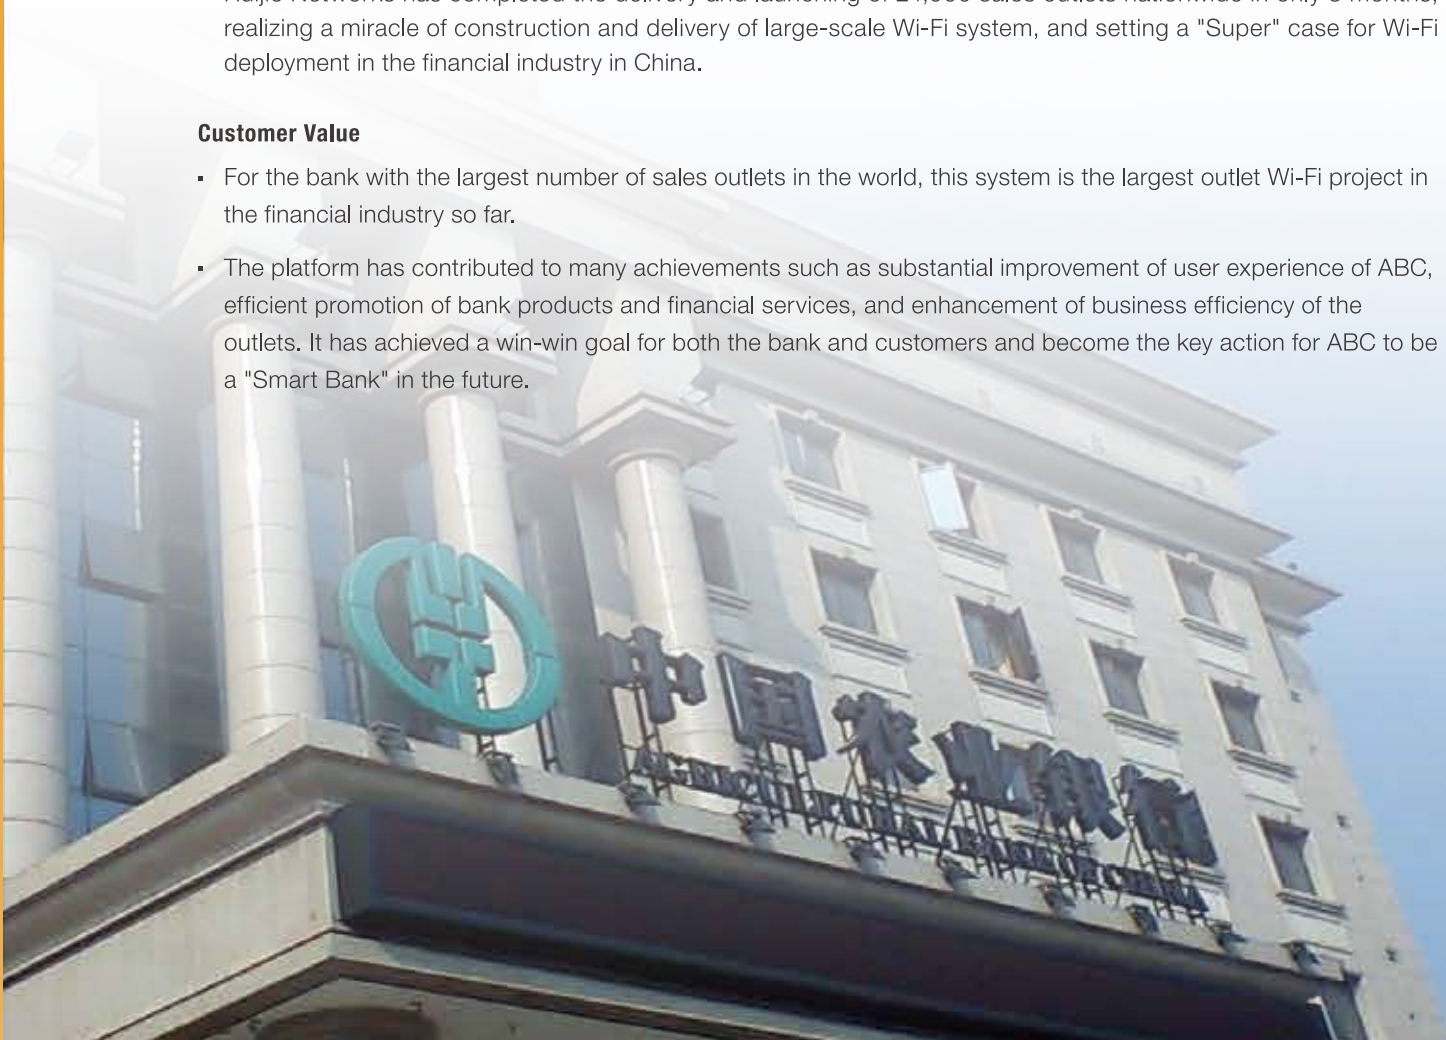 realizing a miracle of construction and delivery of large-scale Wi-Fi system, and setting a "Super" case for Wi-Fi
deployment in the financial industry in China.
Customer Value
▪ For the bank with the largest number of sales outlets in the world, this system is the largest outlet Wi-Fi project in
the financial industry so far.
▪ The platform has contributed to many achievements such as substantial improvement of user experience of ABC,
efficient promotion of bank products and financial services, and enhancement of business efficiency of the
outlets. It has achieved a win-win goal for both the bank and customers and become the key action for ABC to be
a "Smart Bank" in the future.
中国农业银行
AGRICULTURAL BANK OF CHINA